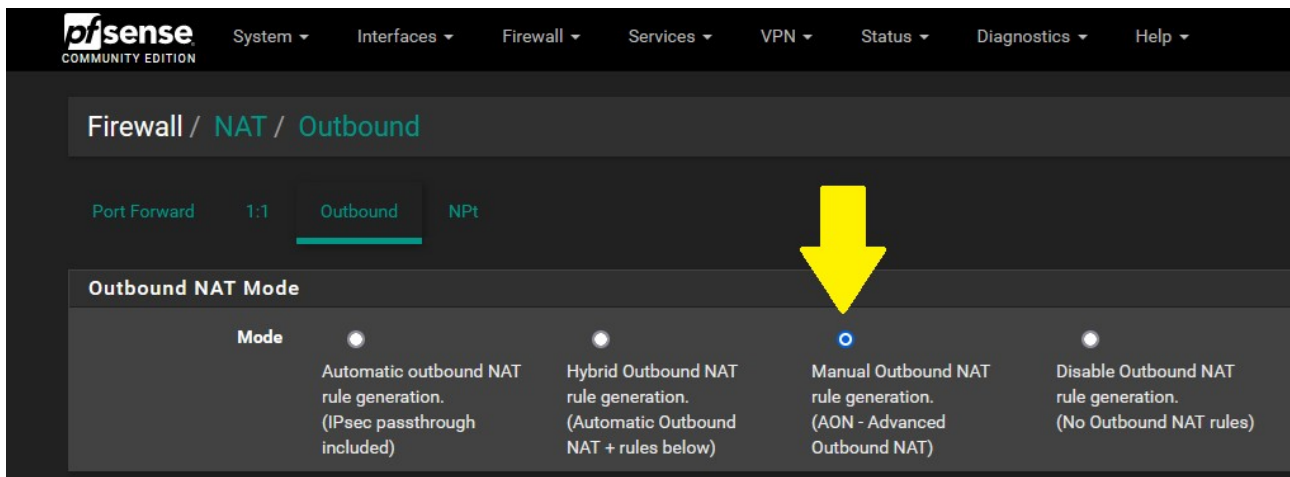 pfsense
COMMUNITY EDITION
System Interfaces Firewall Services VPN Status Diagnostics Help
Firewall / NAT / Outbound
Port Forward 1:1 Outbound NPt
Outbound NAT Mode
Mode
Automatic outbound NAT
rule generation.
(IPsec passthrough
included)
Hybrid Outbound NAT
rule generation.
(Automatic Outbound
NAT + rules below)
Manual Outbound NAT
rule generation.
(AON - Advanced
Outbound NAT)
Disable Outbound NAT
rule generation.
(No Outbound NAT rules)